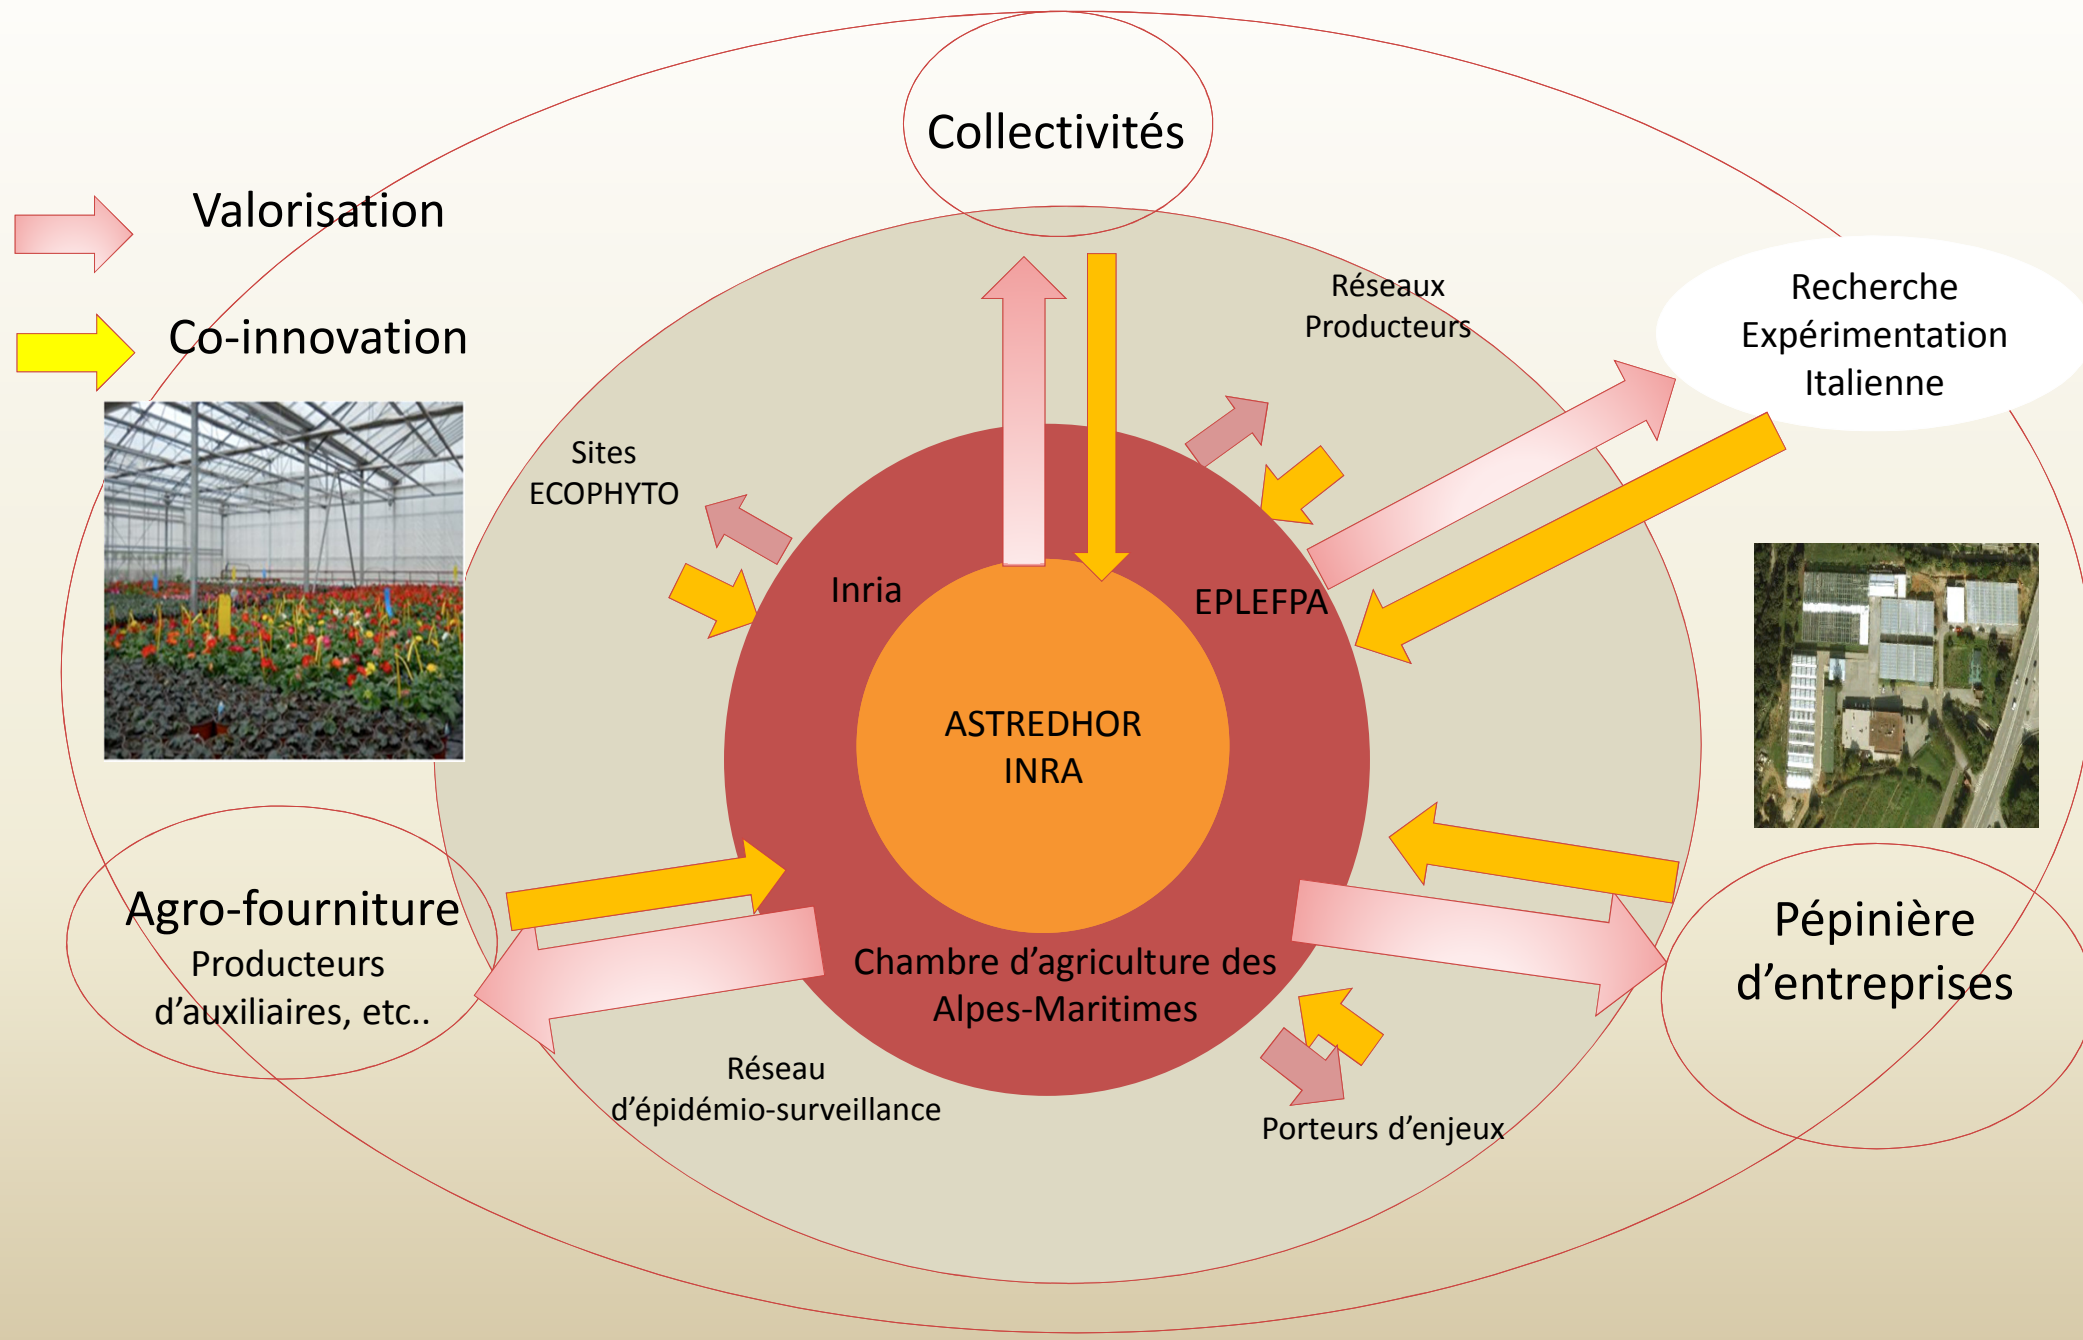 Collectivités
Valorisation
Co-innovation
Réseaux
Producteurs
Recherche
Expérimentation
Italienne
Sites
ECOPHYTO
Inria
EPLEFPA
ASTREDHOR
INRA
Agro-fourniture
Producteurs
d’auxiliaires, etc..
Chambre d’agriculture des
Alpes-Maritimes
Pépinière
d’entreprises
Réseau
d’épidémio-surveillance
Porteurs d’enjeux